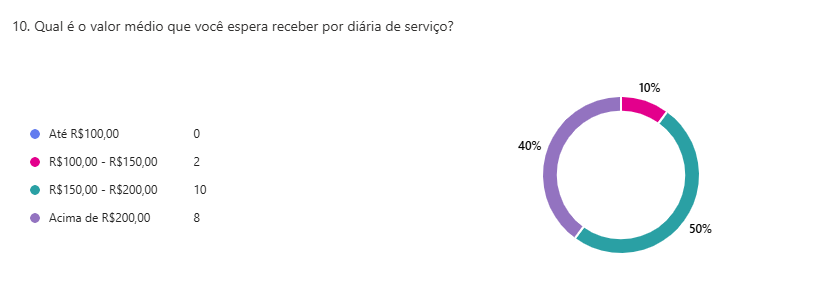 10. Qual é o valor médio que você espera receber por diária de serviço?
Até R$100,00 0
R$100,00 - R$150,00 2
R$150,00 - R$200,00 10
Acima de R$200,00 8
10%
40%
50%